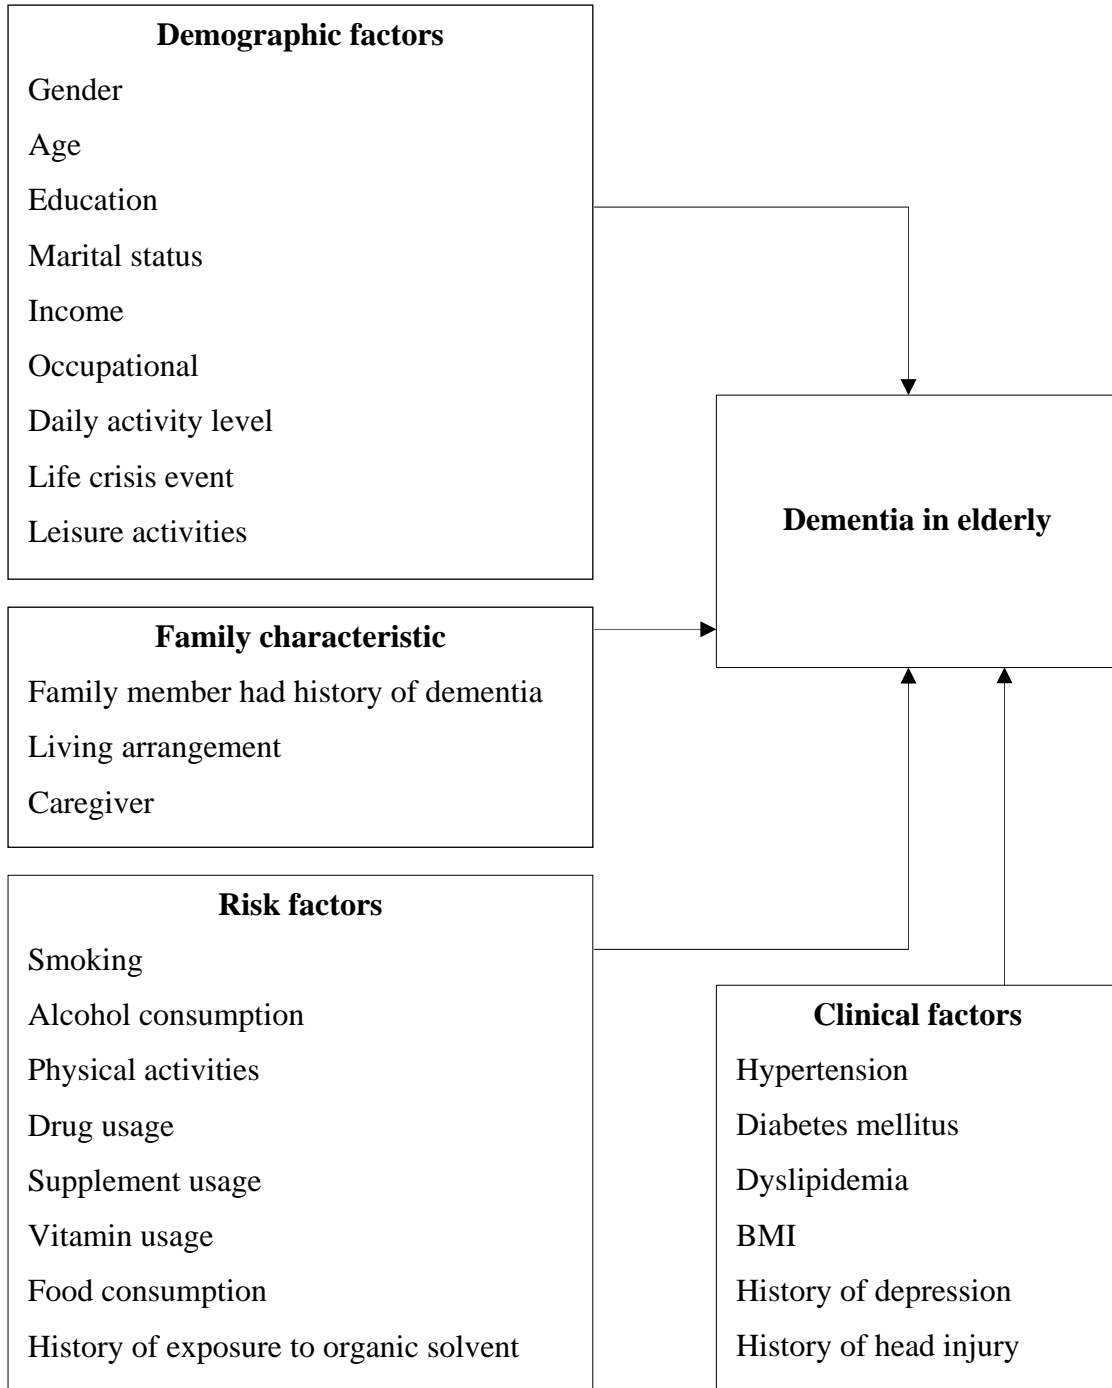 Demographic factors
Gender
Age
Education
Marital status
Income
Occupational
Daily activity level
Life crisis event
Leisure activities
Dementia in elderly
Family characteristic
Family member had history of dementia
Living arrangement
Caregiver
Risk factors
Smoking
Alcohol consumption
Physical activities
Drug usage
Supplement usage
Vitamin usage
Food consumption
History of exposure to organic solvent
Clinical factors
Hypertension
Diabetes mellitus
Dyslipidemia
BMI
History of depression
History of head injury